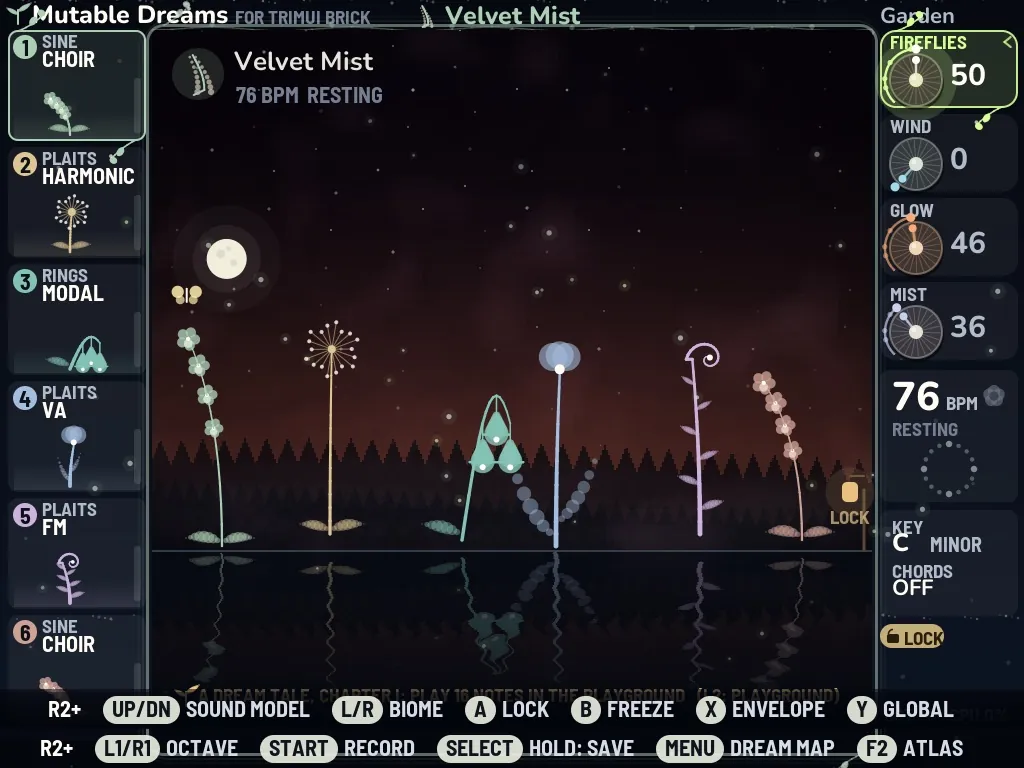 Mutable Dreams FOR TRIMUI BRICK
Velvet Mist
Garden
1 SINE
CHOIR
2 PLAITS
HARMONIC
3 RINGS
MODAL
4 PLAITS
VA
5 PLAITS
FM
6 SINE
CHOIR
Velvet Mist
76 BPM RESTING
LOCK
FIREFLIES <
50
WIND
0
GLOW
46
MIST
36
76 BPM
RESTING
KEY
C MINOR
CHORDS
OFF
LOCK
A DREAM TALE, CHAPTER I: PLAY 16 NOTES IN THE PLAYGROUND (L2: PLAYGROUND)
R2+ UP/DN SOUND MODEL L/R BIOME A LOCK B FREEZE X ENVELOPE Y GLOBAL
R2+ L1/R1 OCTAVE START RECORD SELECT HOLD: SAVE MENU DREAM MAP F2 ATLAS